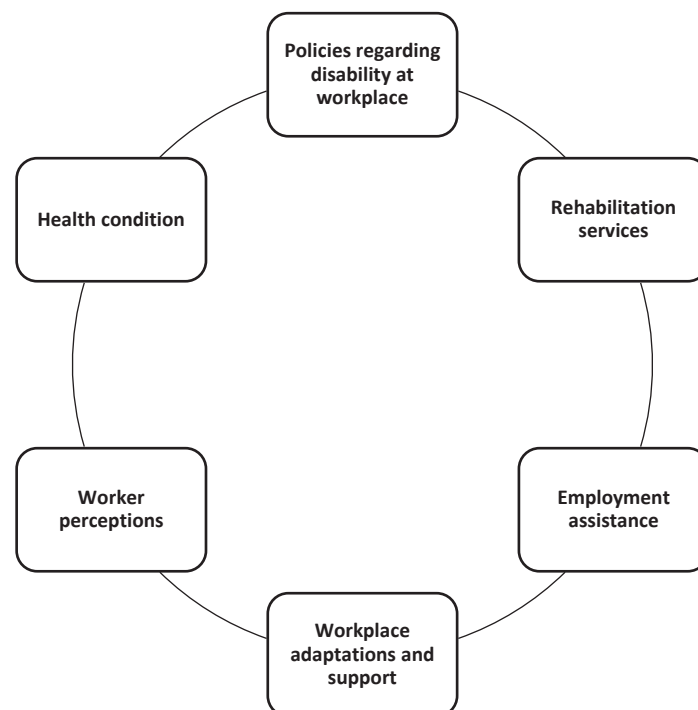 Policies regarding
disability at
workplace
Rehabilitation
services
Employment
assistance
Workplace
adaptations and
support
Worker
perceptions
Health condition